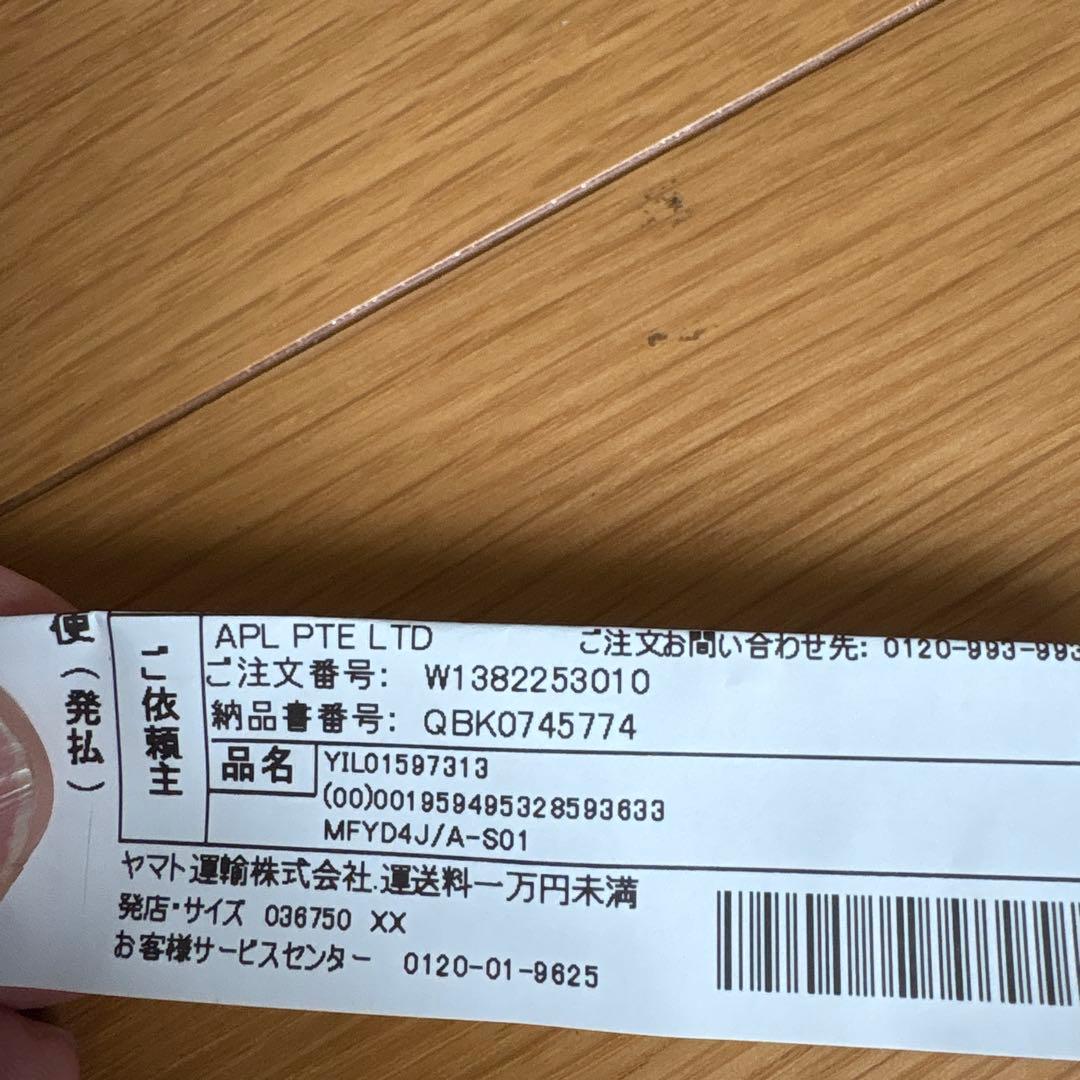 便（発払）
ご依頼主
APL PTE LTD ご注文お問い合わせ先: 0120-993-993
ご注文番号: W1382253010
納品書番号: QBK0745774
品名 YIL01597313
(00)001959495328593633
MFYD4J/A-S01
ヤマト運輸株式会社.運送料一万円未満
発店・サイズ 036750 XX
お客様サービスセンター 0120-01-9625